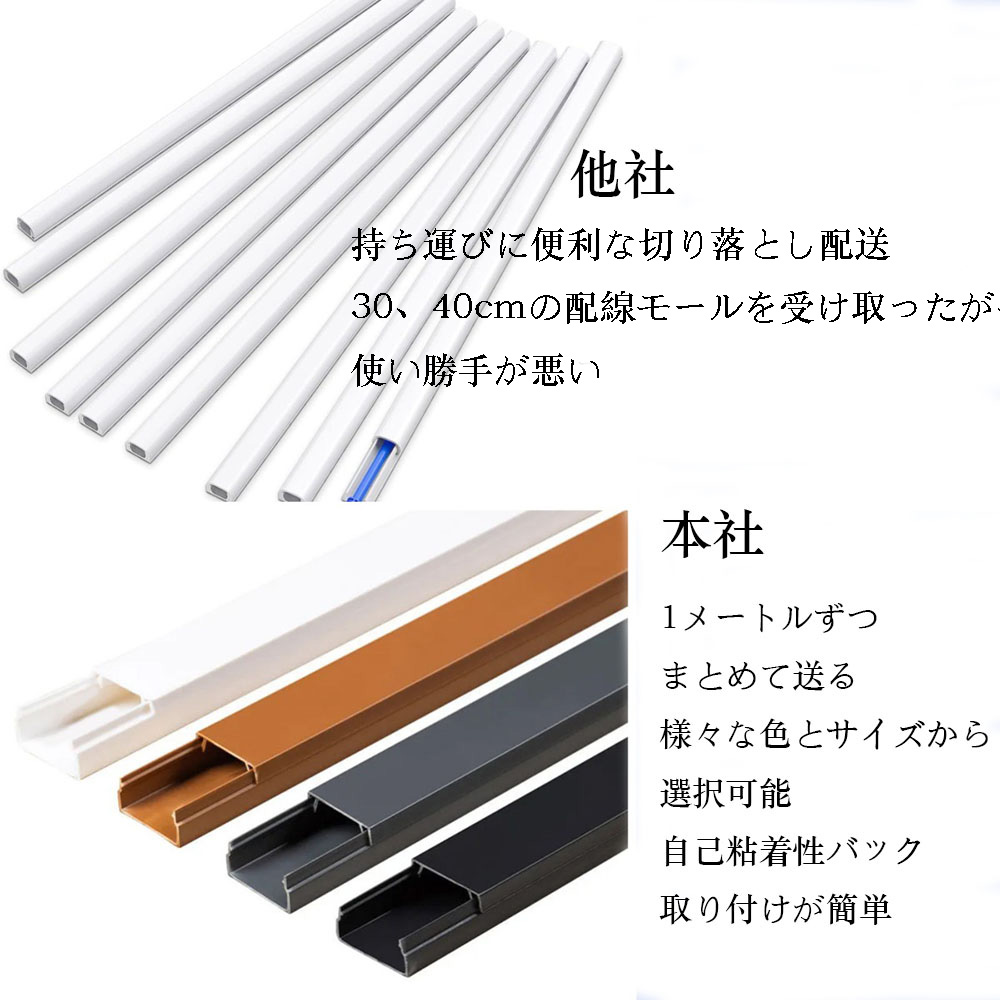 他社
持ち運びに便利な切り落とし配送
30、40cmの配線モールを受け取ったが、
使い勝手が悪い
本社
1メートルずつ
まとめて送る
様々な色とサイズから
選択可能
自己粘着性バック
取り付けが簡単